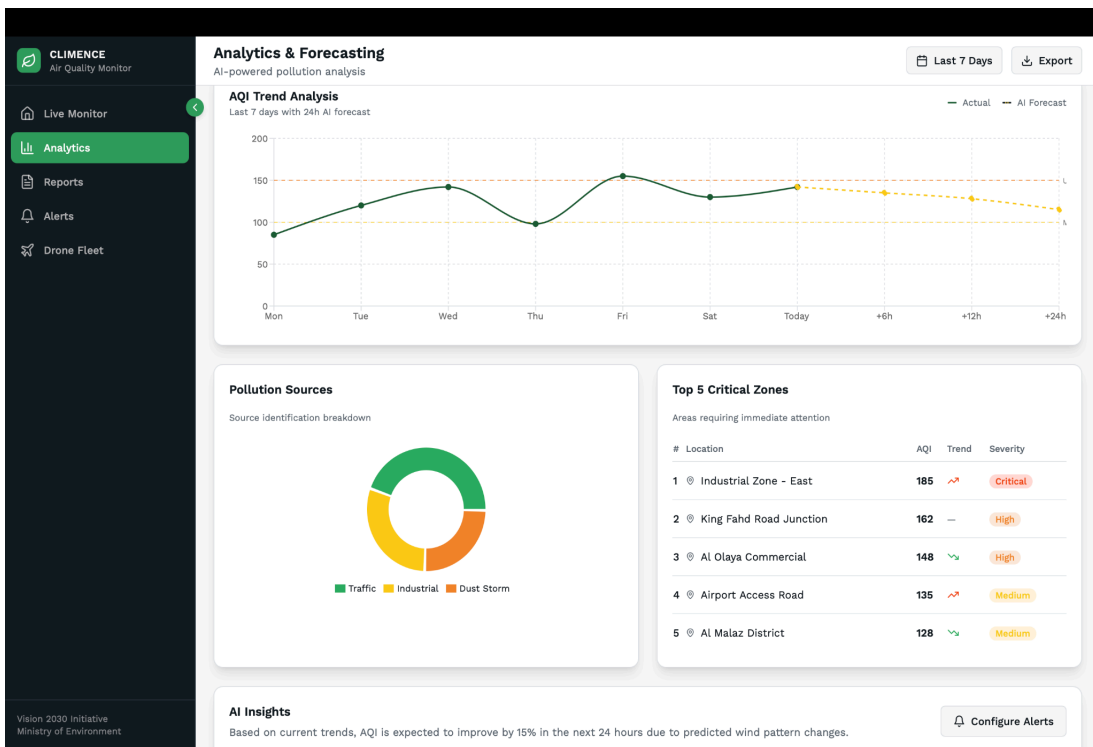 CLIMENCE
Air Quality Monitor
Live Monitor
Analytics
Reports
Alerts
Drone Fleet
Vision 2030 Initiative
Ministry of Environment
Analytics & Forecasting
AI-powered pollution analysis
Last 7 Days
Export
AQI Trend Analysis
Last 7 days with 24h AI forecast
Actual
AI Forecast
200
150
100
50
0
Mon
Tue
Wed
Thu
Fri
Sat
Today
+6h
+12h
+24h
Pollution Sources
Source identification breakdown
Traffic
Industrial
Dust Storm
Top 5 Critical Zones
Areas requiring immediate attention
# Location AQI Trend Severity
1 Industrial Zone - East 185 Critical
2 King Fahd Road Junction 162 — High
3 Al Olaya Commercial 148 High
4 Airport Access Road 135 Medium
5 Al Malaz District 128 Medium
AI Insights
Based on current trends, AQI is expected to improve by 15% in the next 24 hours due to predicted wind pattern changes.
Configure Alerts